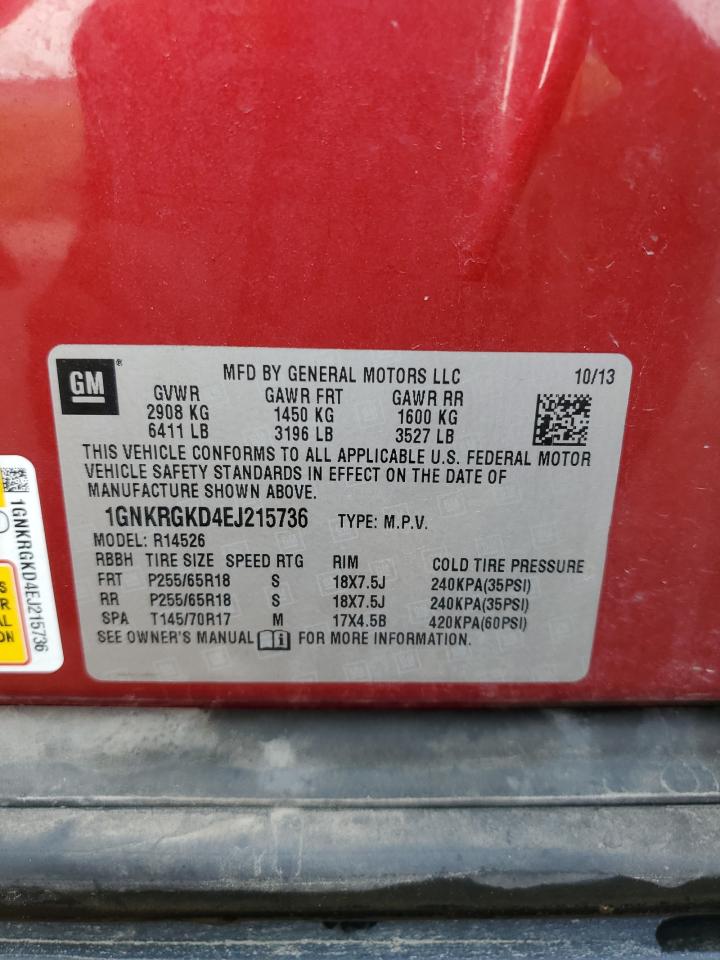 GM®
MFD BY GENERAL MOTORS LLC 10/13
GVWR GAWR FRT GAWR RR
2908 KG 1450 KG 1600 KG
6411 LB 3196 LB 3527 LB
THIS VEHICLE CONFORMS TO ALL APPLICABLE U.S. FEDERAL MOTOR
VEHICLE SAFETY STANDARDS IN EFFECT ON THE DATE OF
MANUFACTURE SHOWN ABOVE.
1GNKRGKD4EJ215736 TYPE: M.P.V.
MODEL: R14526
RBBH TIRE SIZE SPEED RTG RIM COLD TIRE PRESSURE
FRT P255/65R18 S 18X7.5J 240KPA(35PSI)
RR P255/65R18 S 18X7.5J 240KPA(35PSI)
SPA T145/70R17 M 17X4.5B 420KPA(60PSI)
SEE OWNER'S MANUAL FOR MORE INFORMATION.
1GNKRGKD4EJ215736
S
R
AL
ON